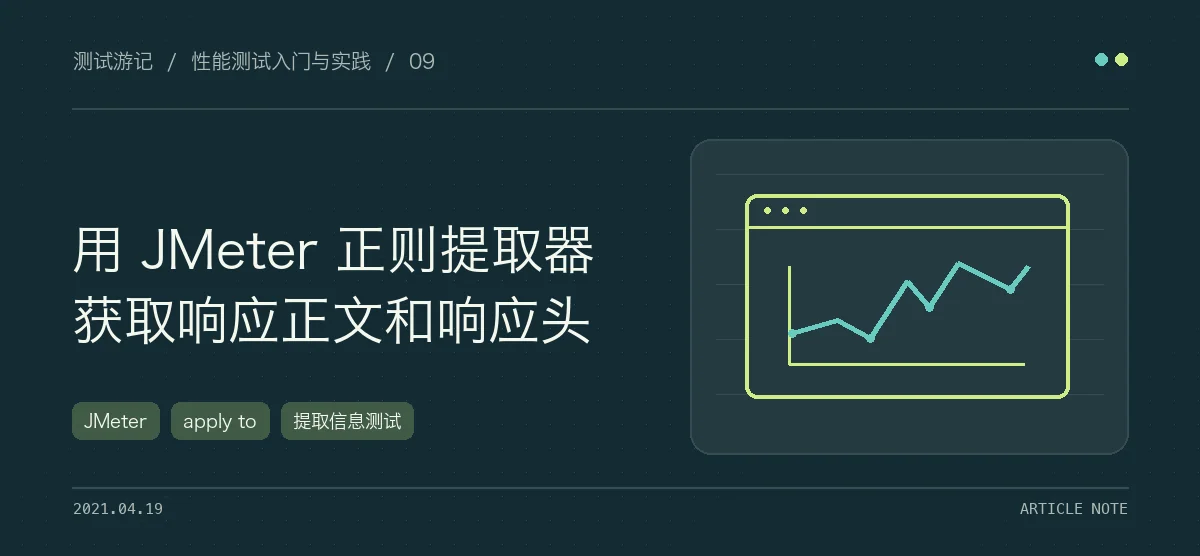 测试游记 / 性能测试入门与实践 / 09
用 JMeter 正则提取器
获取响应正文和响应头
JMeter apply to 提取信息测试
2021.04.19 ARTICLE NOTE